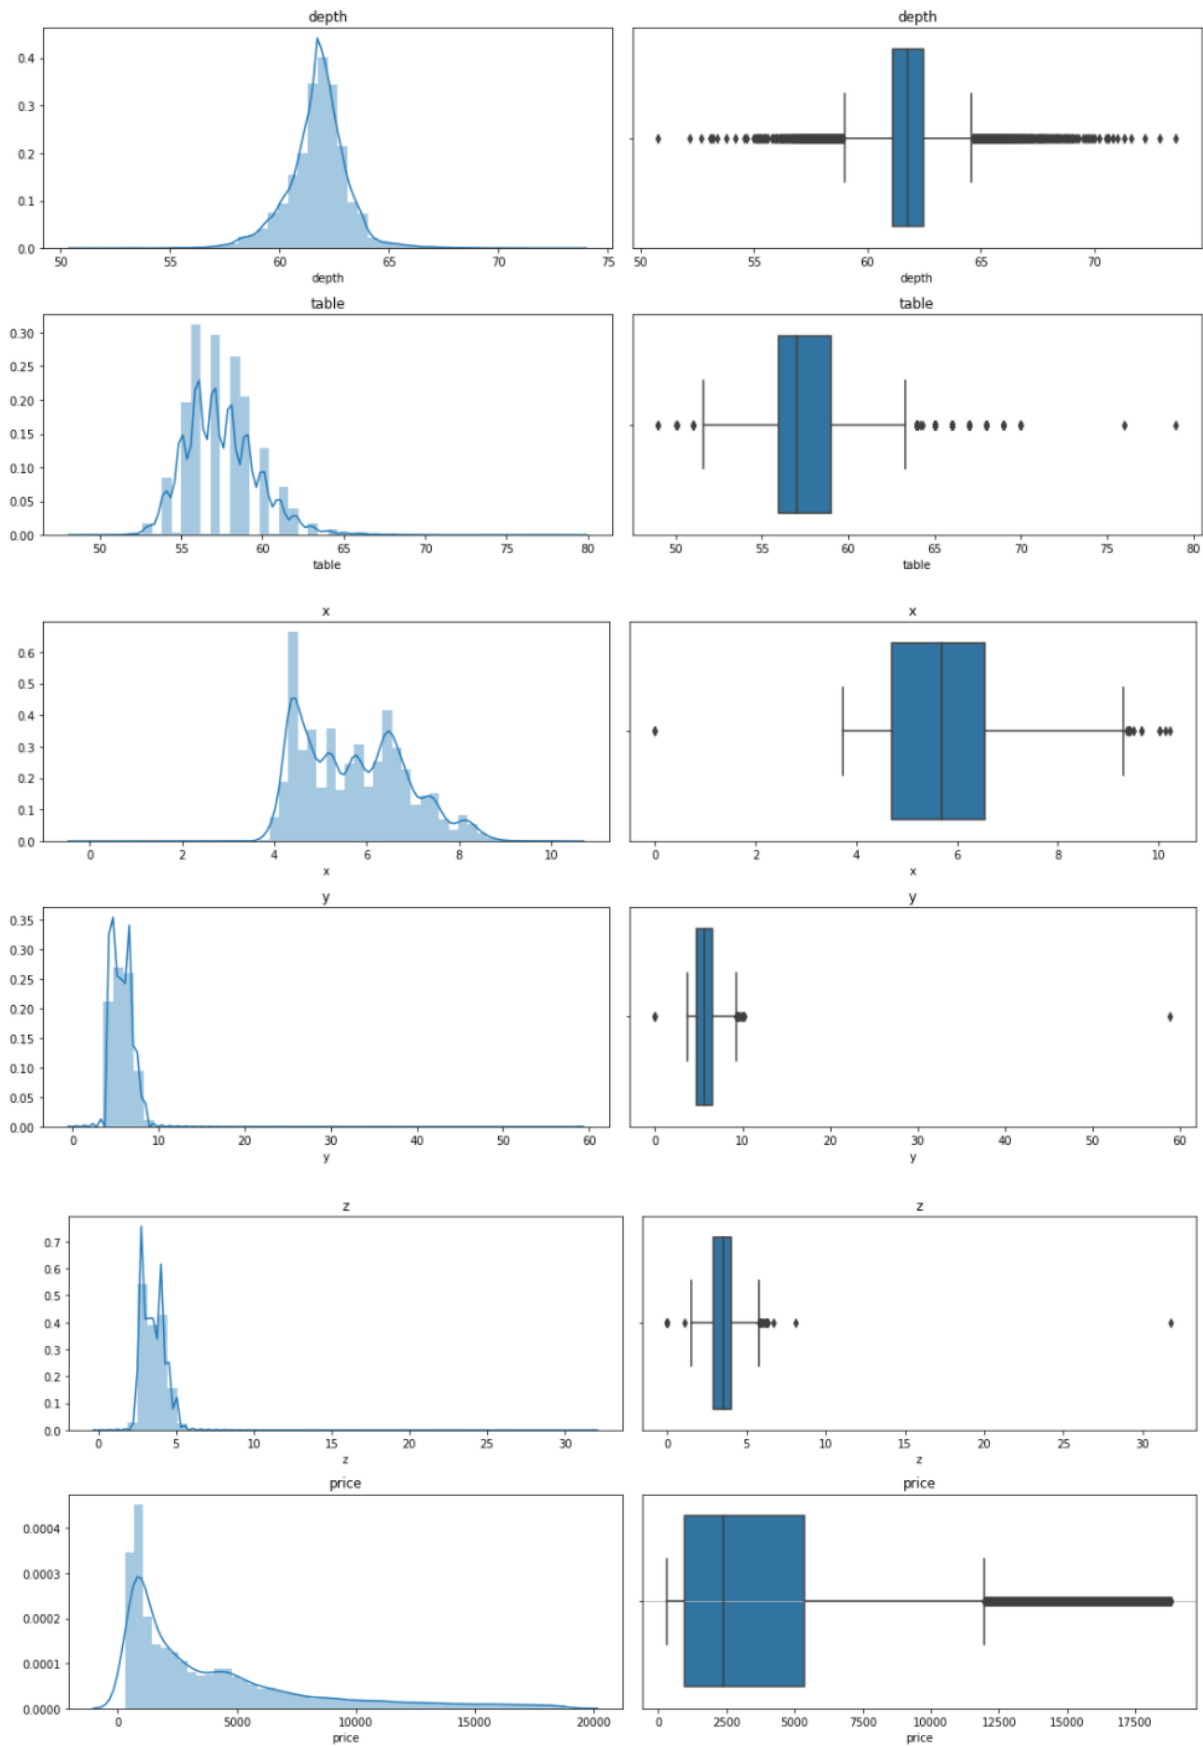 depth
depth
0.4
0.3
0.2
0.1
0.0
50 55 60 65 70 75
depth
50 55 60 65 70
depth
table
table
0.30
0.25
0.20
0.15
0.10
0.05
0.00
50 55 60 65 70 75 80
table
50 55 60 65 70 75 80
table
x
x
0.6
0.5
0.4
0.3
0.2
0.1
0.0
0 2 4 6 8 10
x
0 2 4 6 8 10
x
y
y
0.35
0.30
0.25
0.20
0.15
0.10
0.05
0.00
0 10 20 30 40 50 60
y
0 10 20 30 40 50 60
y
z
z
0.7
0.6
0.5
0.4
0.3
0.2
0.1
0.0
0 5 10 15 20 25 30
z
0 5 10 15 20 25 30
z
price
price
0.0004
0.0003
0.0002
0.0001
0.0000
0 5000 10000 15000 20000
price
0 2500 5000 7500 10000 12500 15000 17500
price